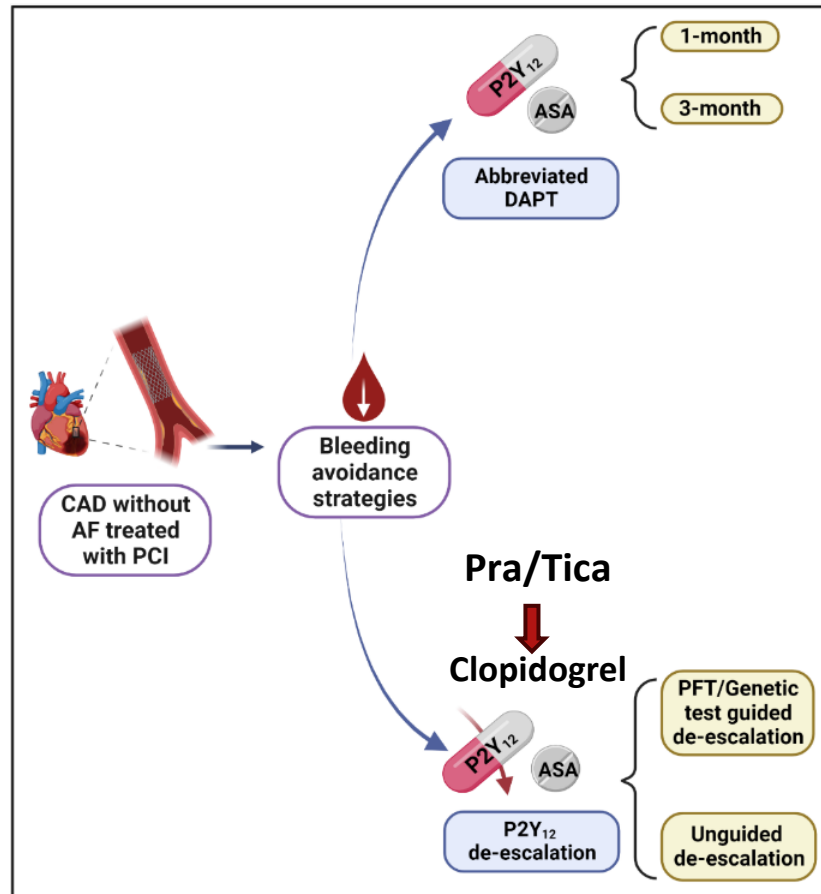 P2Y₁₂
ASA
1-month
3-month
Abbreviated
DAPT
CAD without
AF treated
with PCI
Bleeding
avoidance
strategies
Pra/Tica
Clopidogrel
P2Y₁₂
ASA
P2Y₁₂
de-escalation
PFT/Genetic
test guided
de-escalation
Unguided
de-escalation